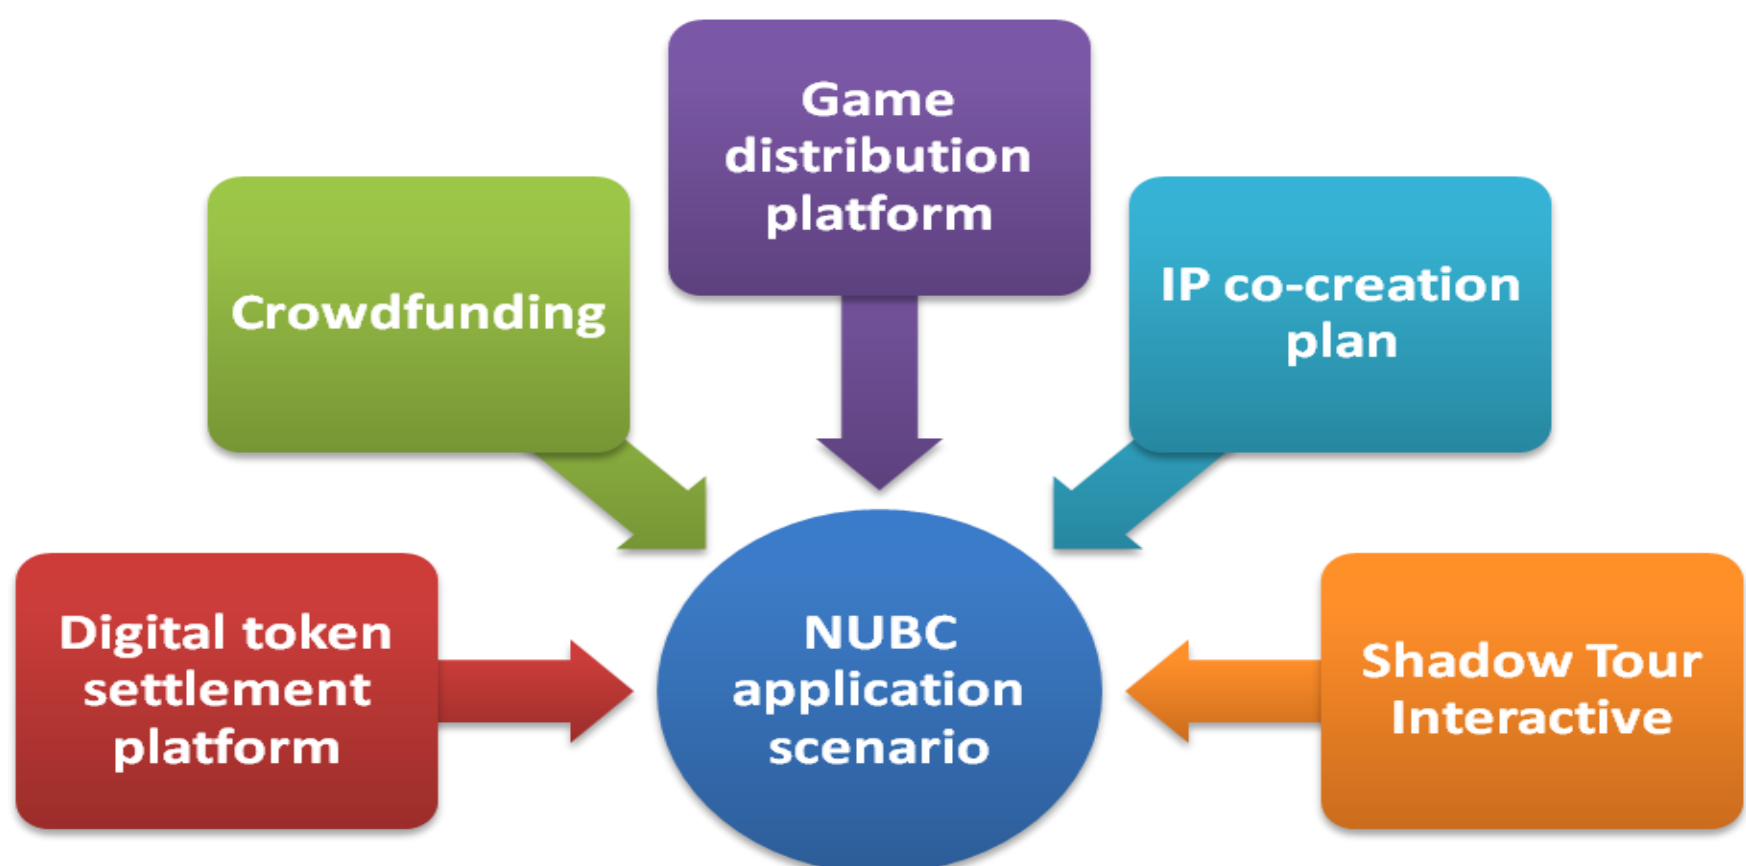 Game
distribution
platform
Crowdfunding
IP co-creation
plan
Digital token
settlement
platform
NUBC
application
scenario
Shadow Tour
Interactive